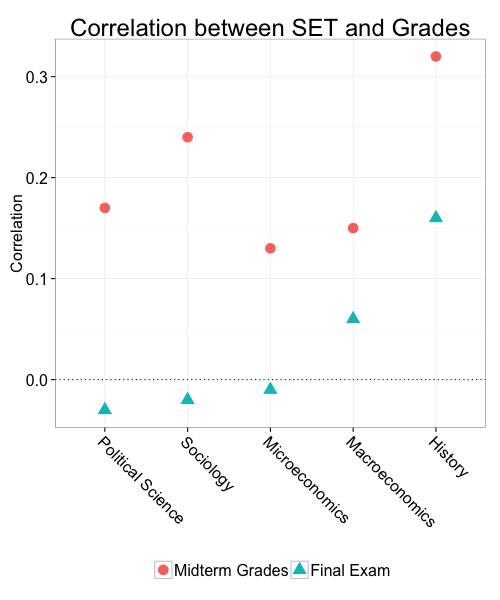 Correlation between SET and Grades
Correlation
0.3
0.2
0.1
0.0
Political Science
Sociology
Microeconomics
Macroeconomics
History
Midterm Grades Final Exam